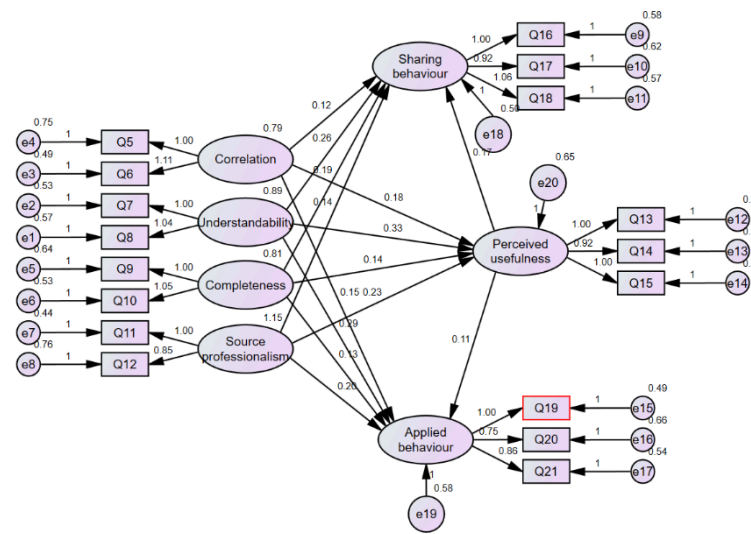 0.58
1.00 Q16 1 e9
0.62
Sharing behaviour
0.92 Q17 1 e10
0.57
1.06 Q18 1 e11
1
0.50
e18
0.12
0.26
0.19
0.14
0.17
0.75
e4 1 Q5 1.00
0.79
Correlation
0.49
e3 1 Q6 1.11
0.53
e2 1 Q7 1.00
0.89
Understandability
0.57
e1 1 Q8 1.04
0.64
e5 1 Q9 1.00
0.81
Completeness
0.53
e6 1 Q10 1.05
0.44
e7 1 Q11 1.00
1.15
Source professionalism
0.76
e8 1 Q12 0.85
0.18
0.33
0.14
0.15 0.23
0.29
0.13
0.20
0.11
0.65
e20
1
Perceived usefulness
1.00 Q13 1 e12
0.92 Q14 1 e13
1.00 Q15 1 e14
Applied behaviour
0.49
1.00 Q19 1 e15
0.66
0.75 Q20 1 e16
0.54
0.86 Q21 1 e17
1
0.58
e19